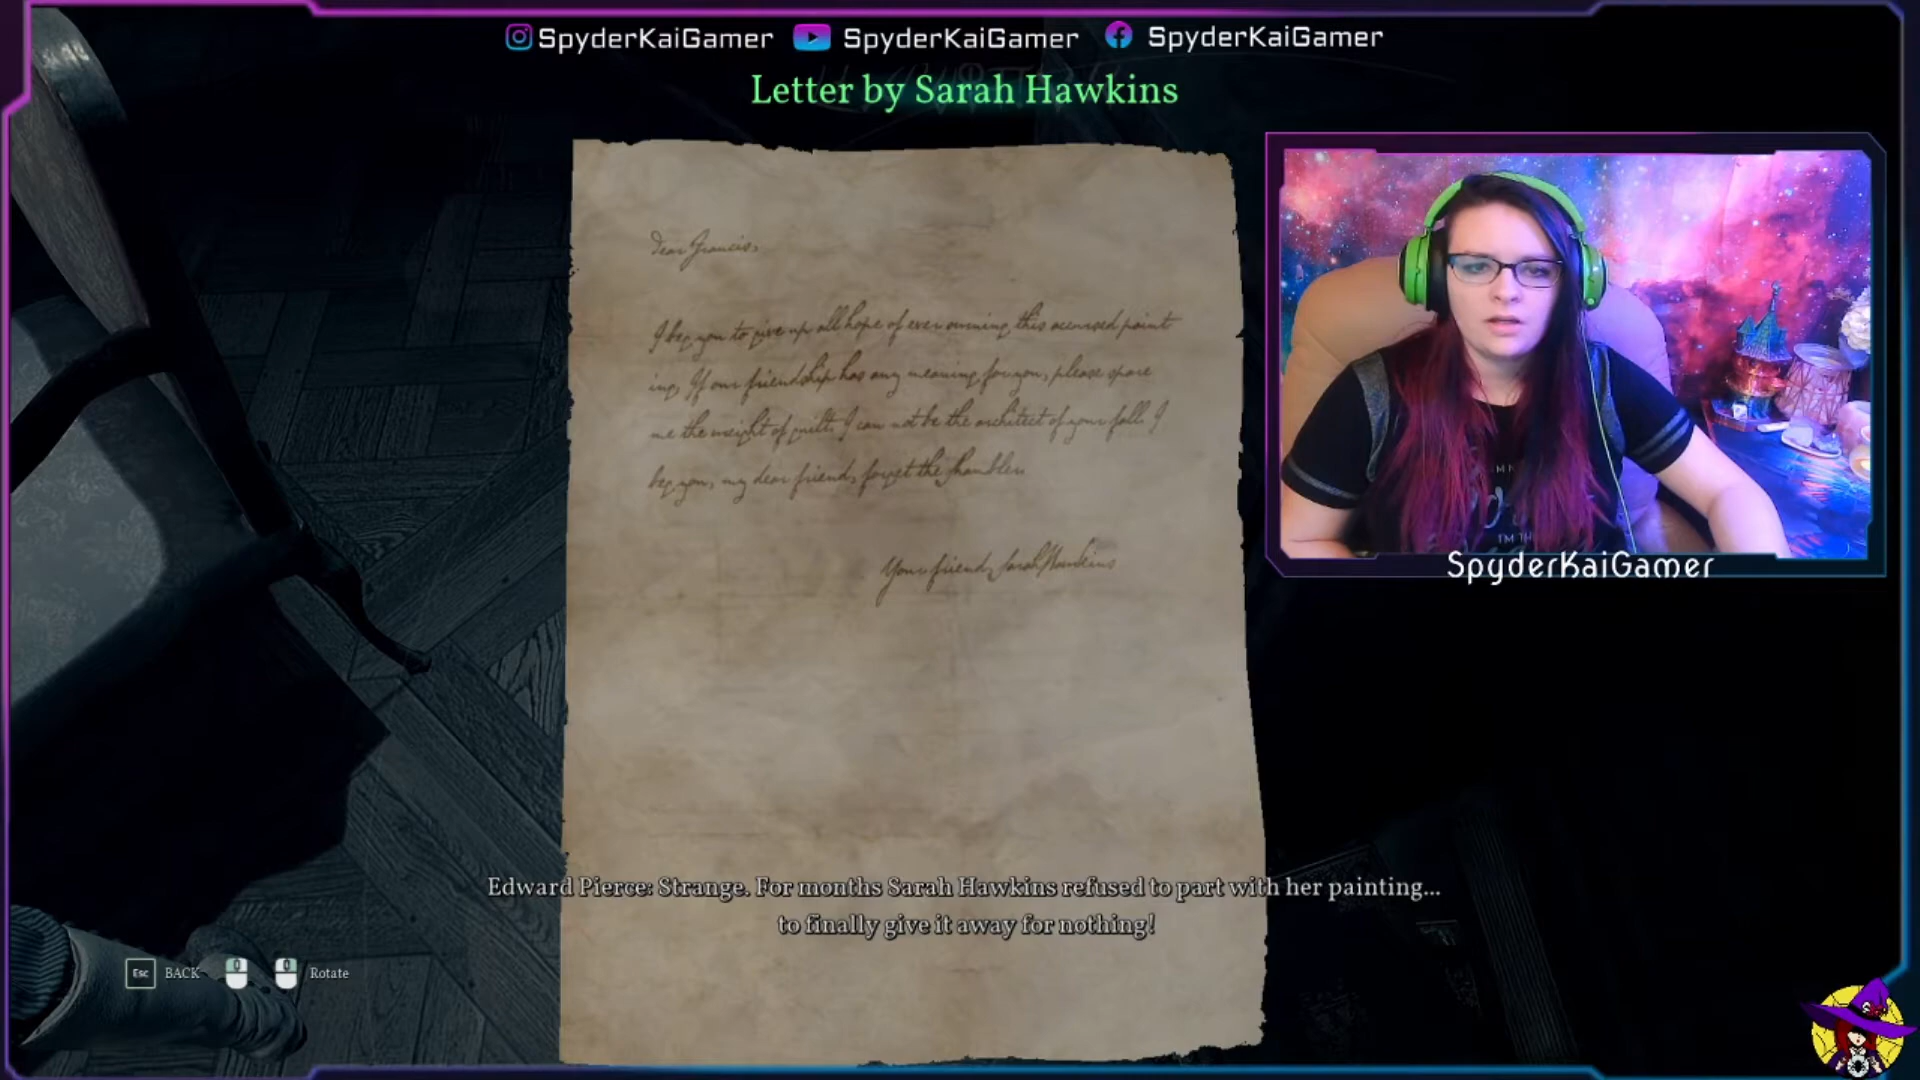 SpyderKaiGamer SpyderKaiGamer SpyderKaiGamer
Letter by Sarah Hawkins
Dear Francis,
I beg you to give up all hope of ever owning this accursed paint
ing. If our friendship has any meaning for you, please spare
me the weight of guilt. I can not be the architect of your fall. I
beg you, my dear friend, forget the Shambler.
Your friend, Sarah Hawkins
SpyderKaiGamer
Edward Pierce: Strange. For months Sarah Hawkins refused to part with her painting...
to finally give it away for nothing!
Esc BACK Rotate